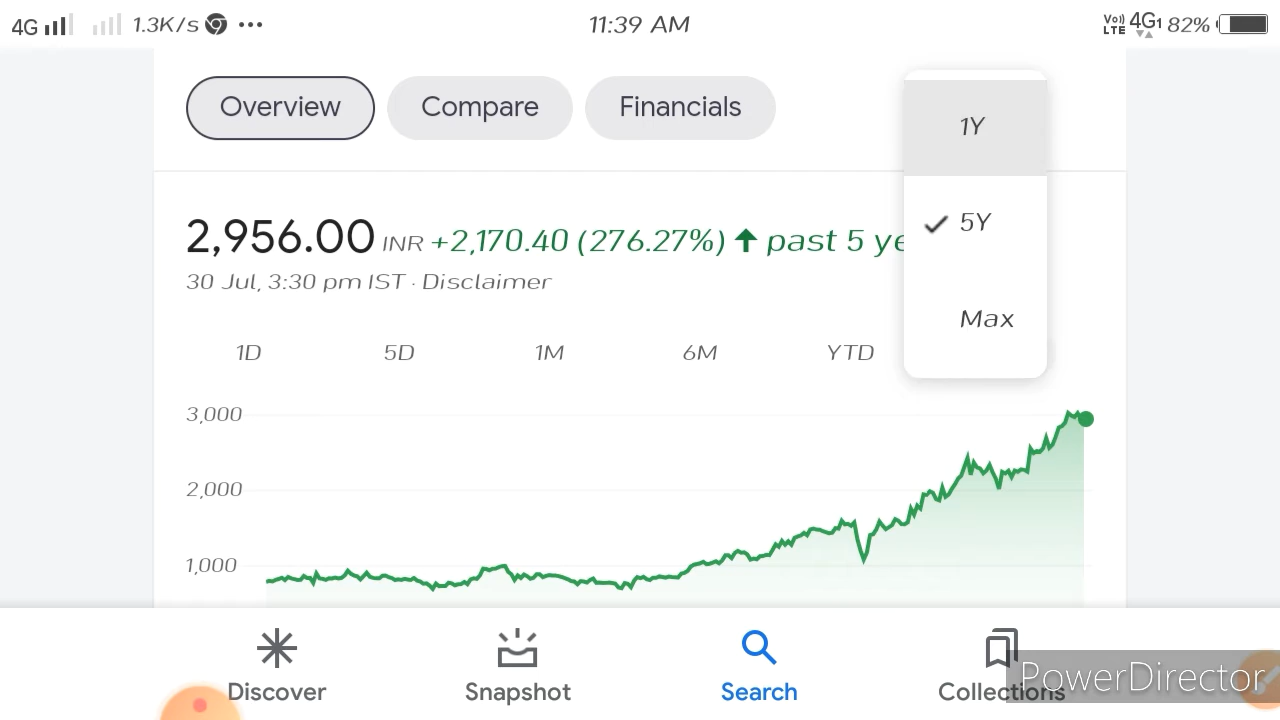 4G 1.3K/s 11:39 AM Vo)) LTE 4G1 82%
Overview Compare Financials
1Y
5Y
Max
2,956.00 INR +2,170.40 (276.27%) past 5 ye
30 Jul, 3:30 pm IST · Disclaimer
1D 5D 1M 6M YTD
3,000
2,000
1,000
Discover Snapshot Search Collections
PowerDirector